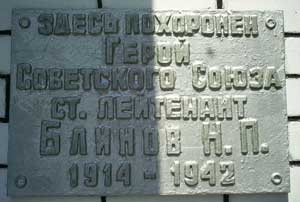 ЗДЕСЬ ПОХОРОНЕН
ГЕРОЙ
СОВЕТСКОГО СОЮЗА
СТ. ЛЕЙТЕНАНТ
БЛИНОВ Н.П.
1914 - 1942